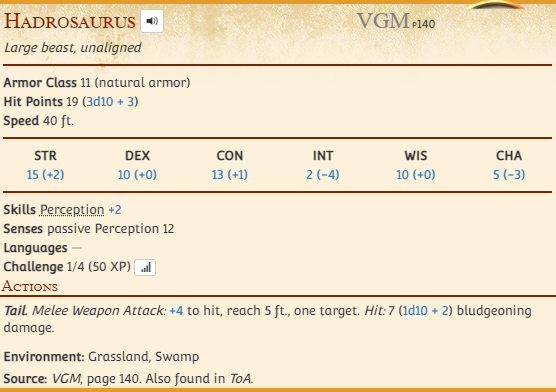 Hadrosaurus VGM P140
Large beast, unaligned
Armor Class 11 (natural armor)
Hit Points 19 (3d10 + 3)
Speed 40 ft.
STR DEX CON INT WIS CHA
15 (+2) 10 (+0) 13 (+1) 2 (−4) 10 (+0) 5 (−3)
Skills Perception +2
Senses passive Perception 12
Languages —
Challenge 1/4 (50 XP)
Actions
Tail. Melee Weapon Attack: +4 to hit, reach 5 ft., one target. Hit: 7 (1d10 + 2) bludgeoning
damage.
Environment: Grassland, Swamp
Source: VGM, page 140. Also found in ToA.